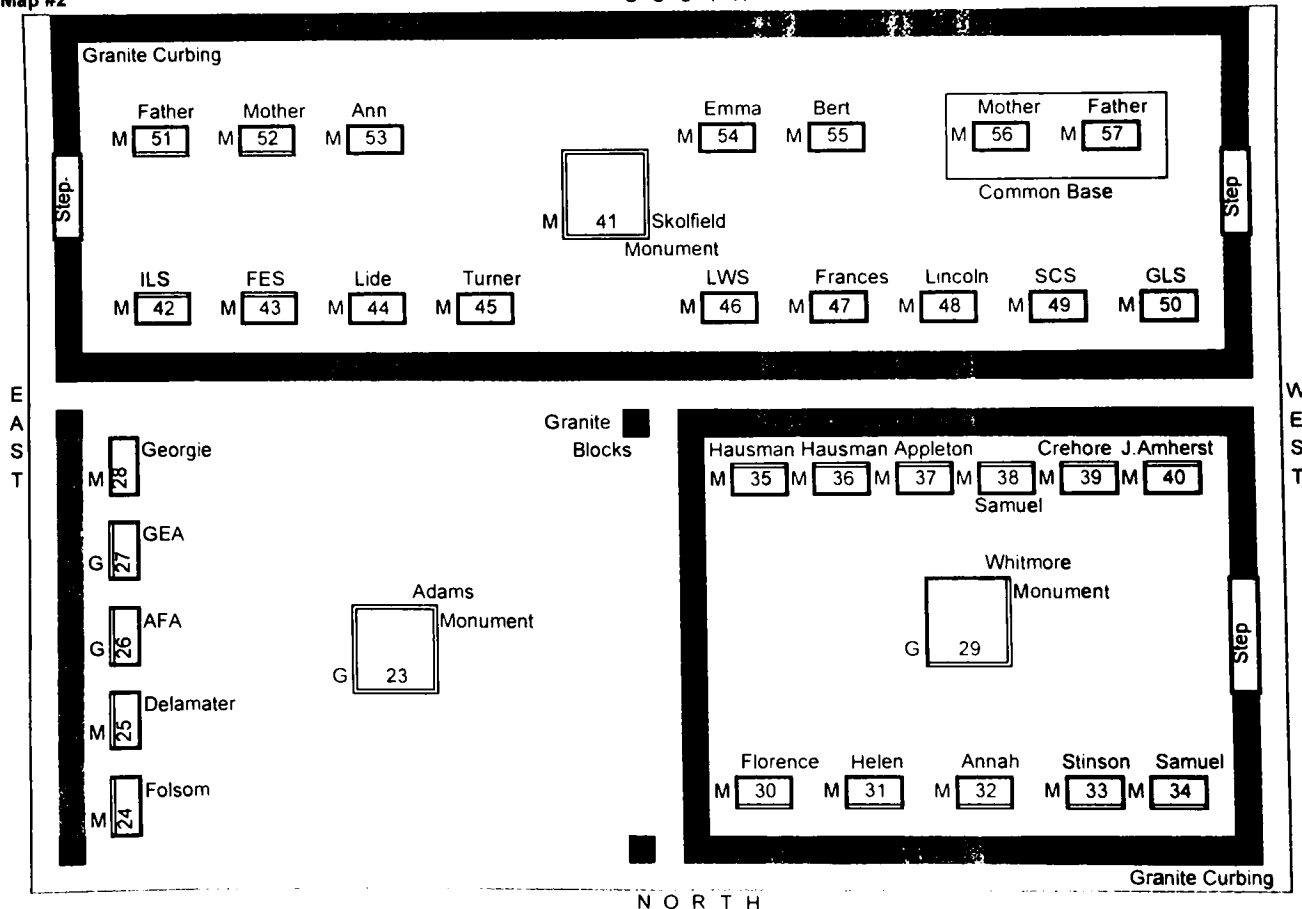 Map #2
Granite Curbing
Father Mother Ann Emma Bert Mother Father
M 51 M 52 M 53 M 54 M 55 M 56 M 57
Common Base
Step
Step
M 41 Skolfield
Monument
ILS FES Lide Turner LWS Frances Lincoln SCS GLS
M 42 M 43 M 44 M 45 M 46 M 47 M 48 M 49 M 50
EAST
WEST
Granite
Blocks
Georgie
M 28
GEA
G 27
AFA
G 26
Delamater
M 25
Folsom
M 24
Adams
Monument
G 23
Hausman Hausman Appleton Crehore J.Amherst
M 35 M 36 M 37 M 38 M 39 M 40
Samuel
Whitmore
Monument
G 29
Step
Florence Helen Annah Stinson Samuel
M 30 M 31 M 32 M 33 M 34
Granite Curbing
NORTH